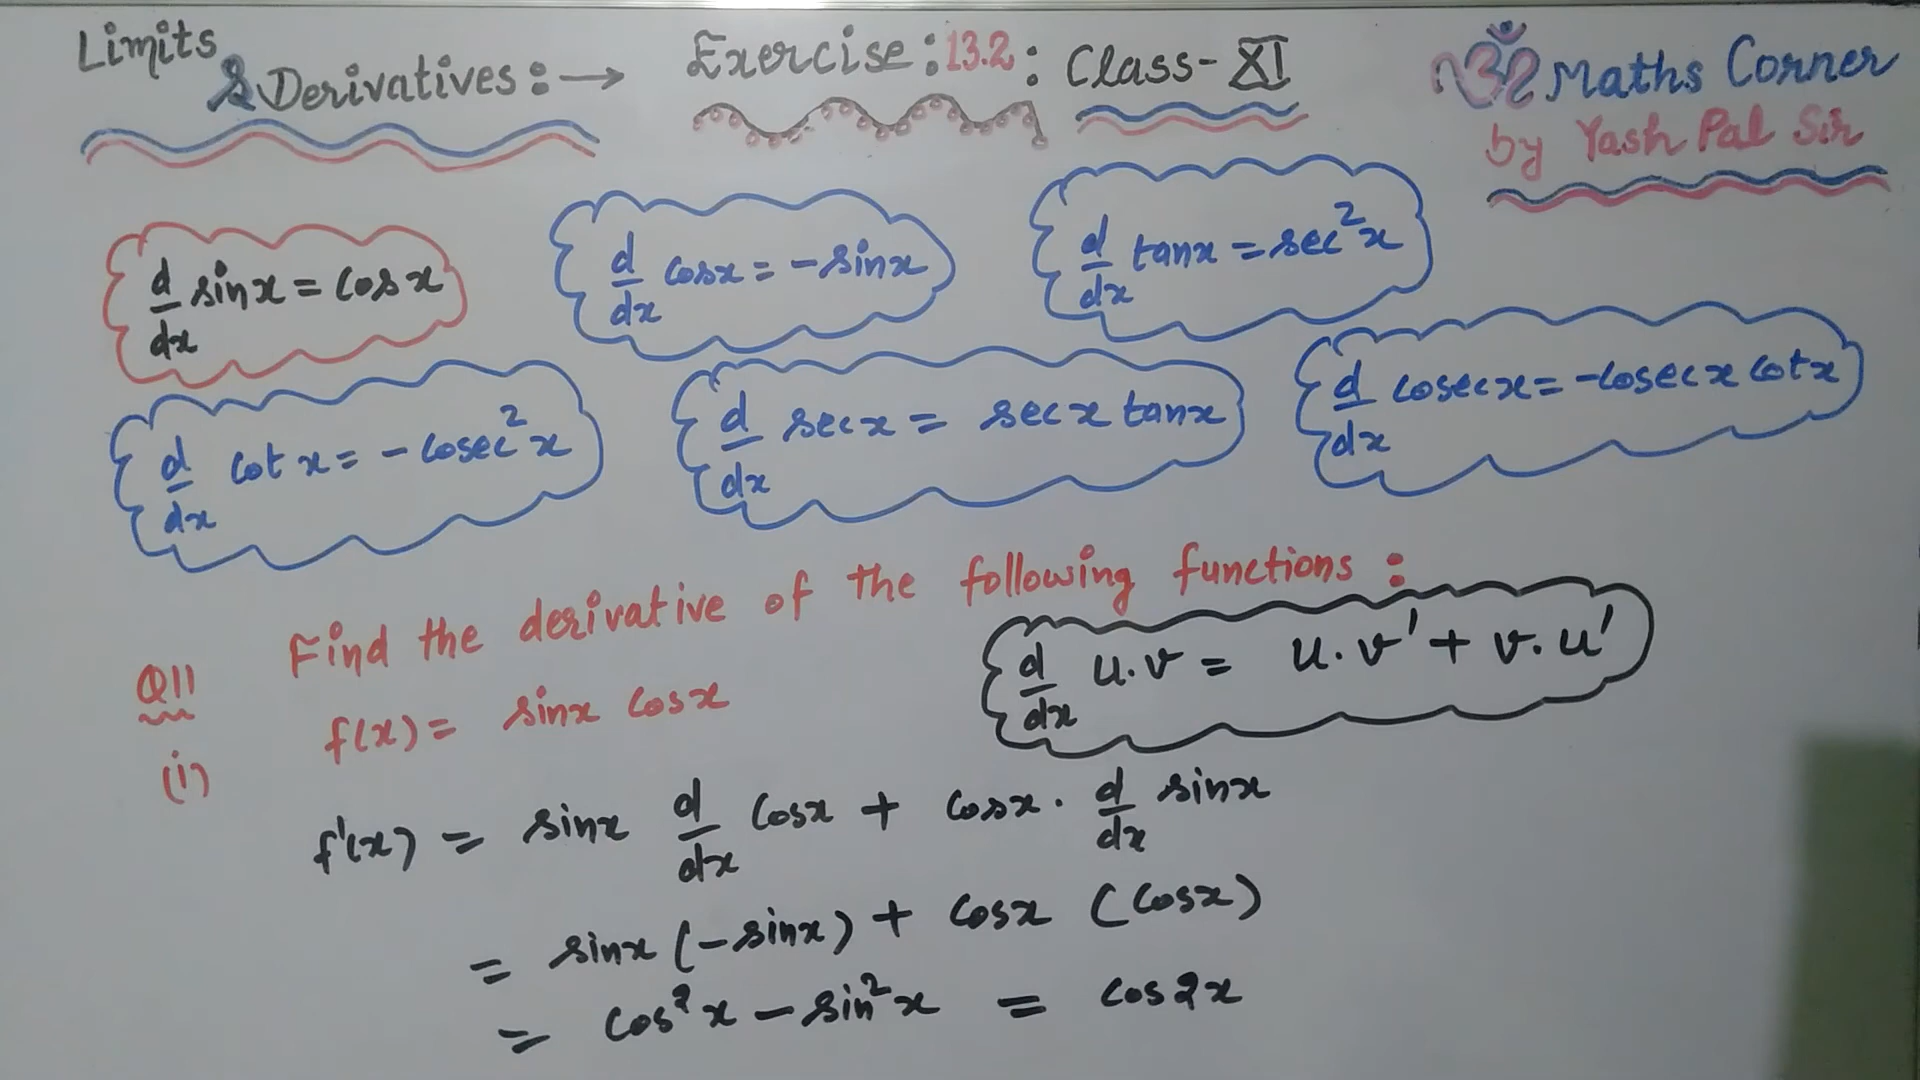 Limits & Derivatives :→ Exercise : 13.2 : Class-XI
ॐ Maths Corner
by Yash Pal Sir
d/dx sinx = cosx
d/dx cosx = -sinx
d/dx tanx = sec²x
d/dx cotx = -cosec²x
d/dx secx = secx tanx
d/dx cosecx = -cosecx cotx
Q11 Find the derivative of the following functions :
(i) f(x) = sinx cosx
d/dx u.v = u.v' + v.u'
f'(x) = sinx d/dx cosx + cosx . d/dx sinx
= sinx (-sinx) + cosx (cosx)
= cos²x - sin²x = cos2x